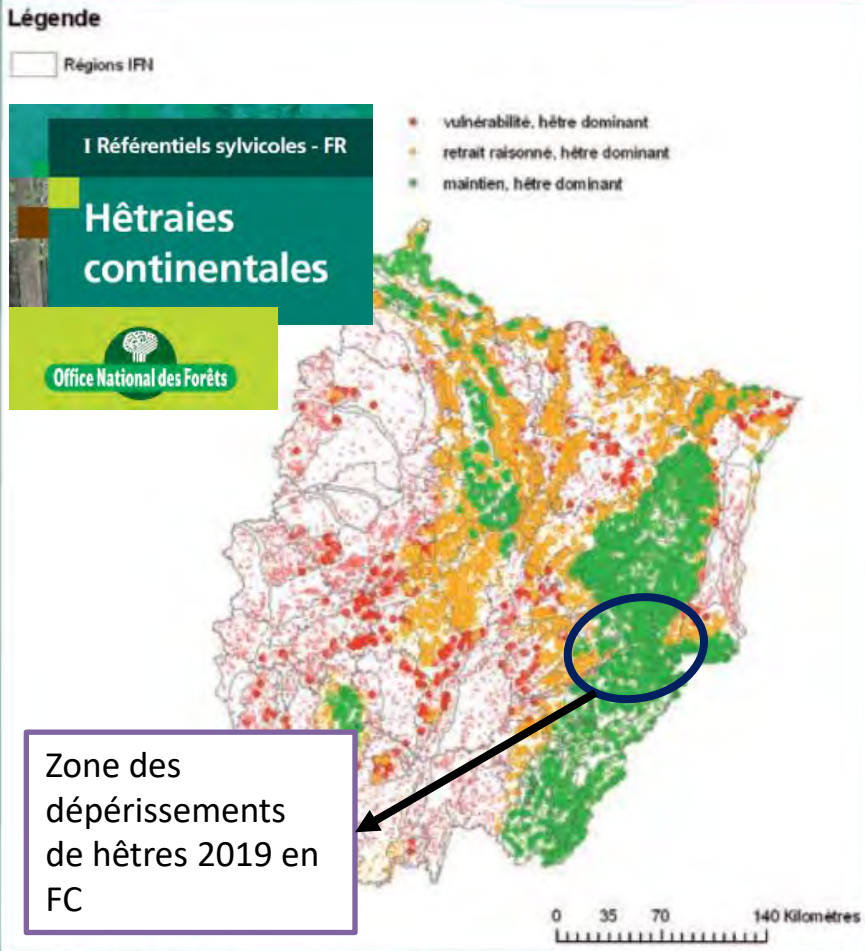 Légende
Régions IFN
I Référentiels sylvicoles - FR
Hêtraies
continentales
Office National des Forêts
vulnérabilité, hêtre dominant
retrait raisonné, hêtre dominant
maintien, hêtre dominant
Zone des
dépérissements
de hêtres 2019 en
FC
0 35 70 140 Kilomètres